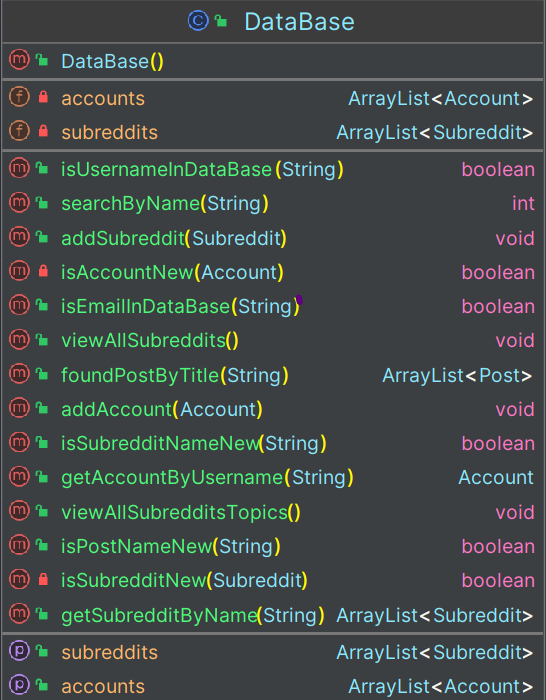 DataBase
DataBase()
accounts ArrayList<Account>
subreddits ArrayList<Subreddit>
isUsernameInDataBase(String) boolean
searchByName(String) int
addSubreddit(Subreddit) void
isAccountNew(Account) boolean
isEmailInDataBase(String) boolean
viewAllSubreddits() void
foundPostByTitle(String) ArrayList<Post>
addAccount(Account) void
isSubredditNameNew(String) boolean
getAccountByUsername(String) Account
viewAllSubredditsTopics() void
isPostNameNew(String) boolean
isSubredditNew(Subreddit) boolean
getSubredditByName(String) ArrayList<Subreddit>
subreddits ArrayList<Subreddit>
accounts ArrayList<Account>